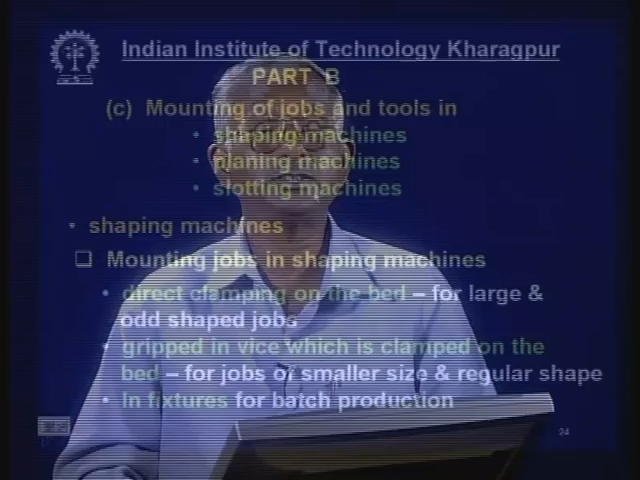 Indian Institute of Technology Kharagpur
PART B
(c) Mounting of jobs and tools in
• shaping machines
• planing machines
• slotting machines
• shaping machines
❑ Mounting jobs in shaping machines
• direct clamping on the bed – for large &
odd shaped jobs
• gripped in vice which is clamped on the
bed – for jobs of smaller size & regular shape
• In fixtures for batch production
24